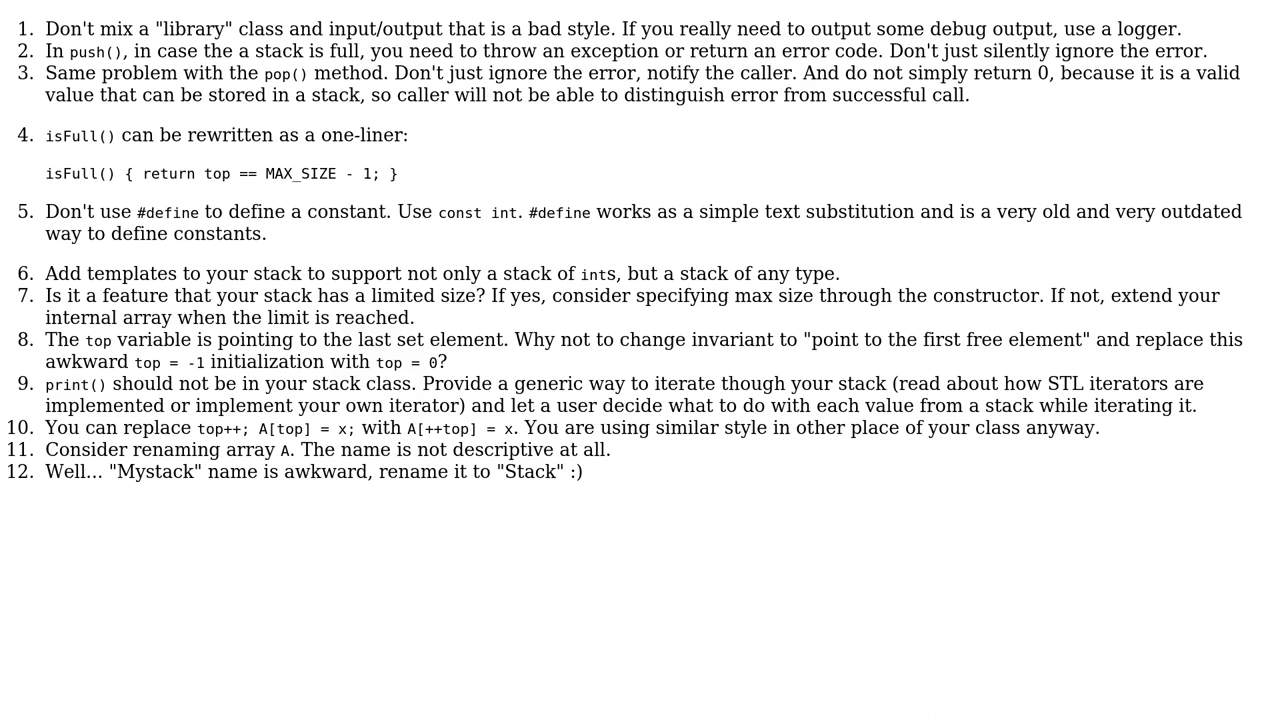 1. Don't mix a "library" class and input/output that is a bad style. If you really need to output some debug output, use a logger.
2. In push(), in case the a stack is full, you need to throw an exception or return an error code. Don't just silently ignore the error.
3. Same problem with the pop() method. Don't just ignore the error, notify the caller. And do not simply return 0, because it is a valid
value that can be stored in a stack, so caller will not be able to distinguish error from successful call.
4. isFull() can be rewritten as a one-liner:
isFull() { return top == MAX_SIZE - 1; }
5. Don't use #define to define a constant. Use const int. #define works as a simple text substitution and is a very old and very outdated
way to define constants.
6. Add templates to your stack to support not only a stack of ints, but a stack of any type.
7. Is it a feature that your stack has a limited size? If yes, consider specifying max size through the constructor. If not, extend your
internal array when the limit is reached.
8. The top variable is pointing to the last set element. Why not to change invariant to "point to the first free element" and replace this
awkward top = -1 initialization with top = 0?
9. print() should not be in your stack class. Provide a generic way to iterate though your stack (read about how STL iterators are
implemented or implement your own iterator) and let a user decide what to do with each value from a stack while iterating it.
10. You can replace top++; A[top] = x; with A[++top] = x. You are using similar style in other place of your class anyway.
11. Consider renaming array A. The name is not descriptive at all.
12. Well... "Mystack" name is awkward, rename it to "Stack" :)